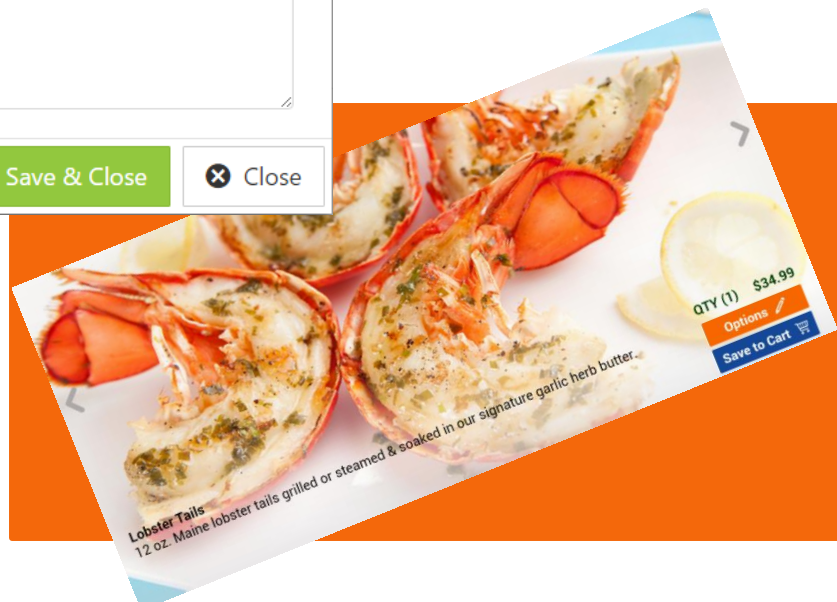 Save & Close
Close
QTY (1) $34.99
Options
Save to Cart
Lobster Tails
12 oz. Maine lobster tails grilled or steamed & soaked in our signature garlic herb butter.